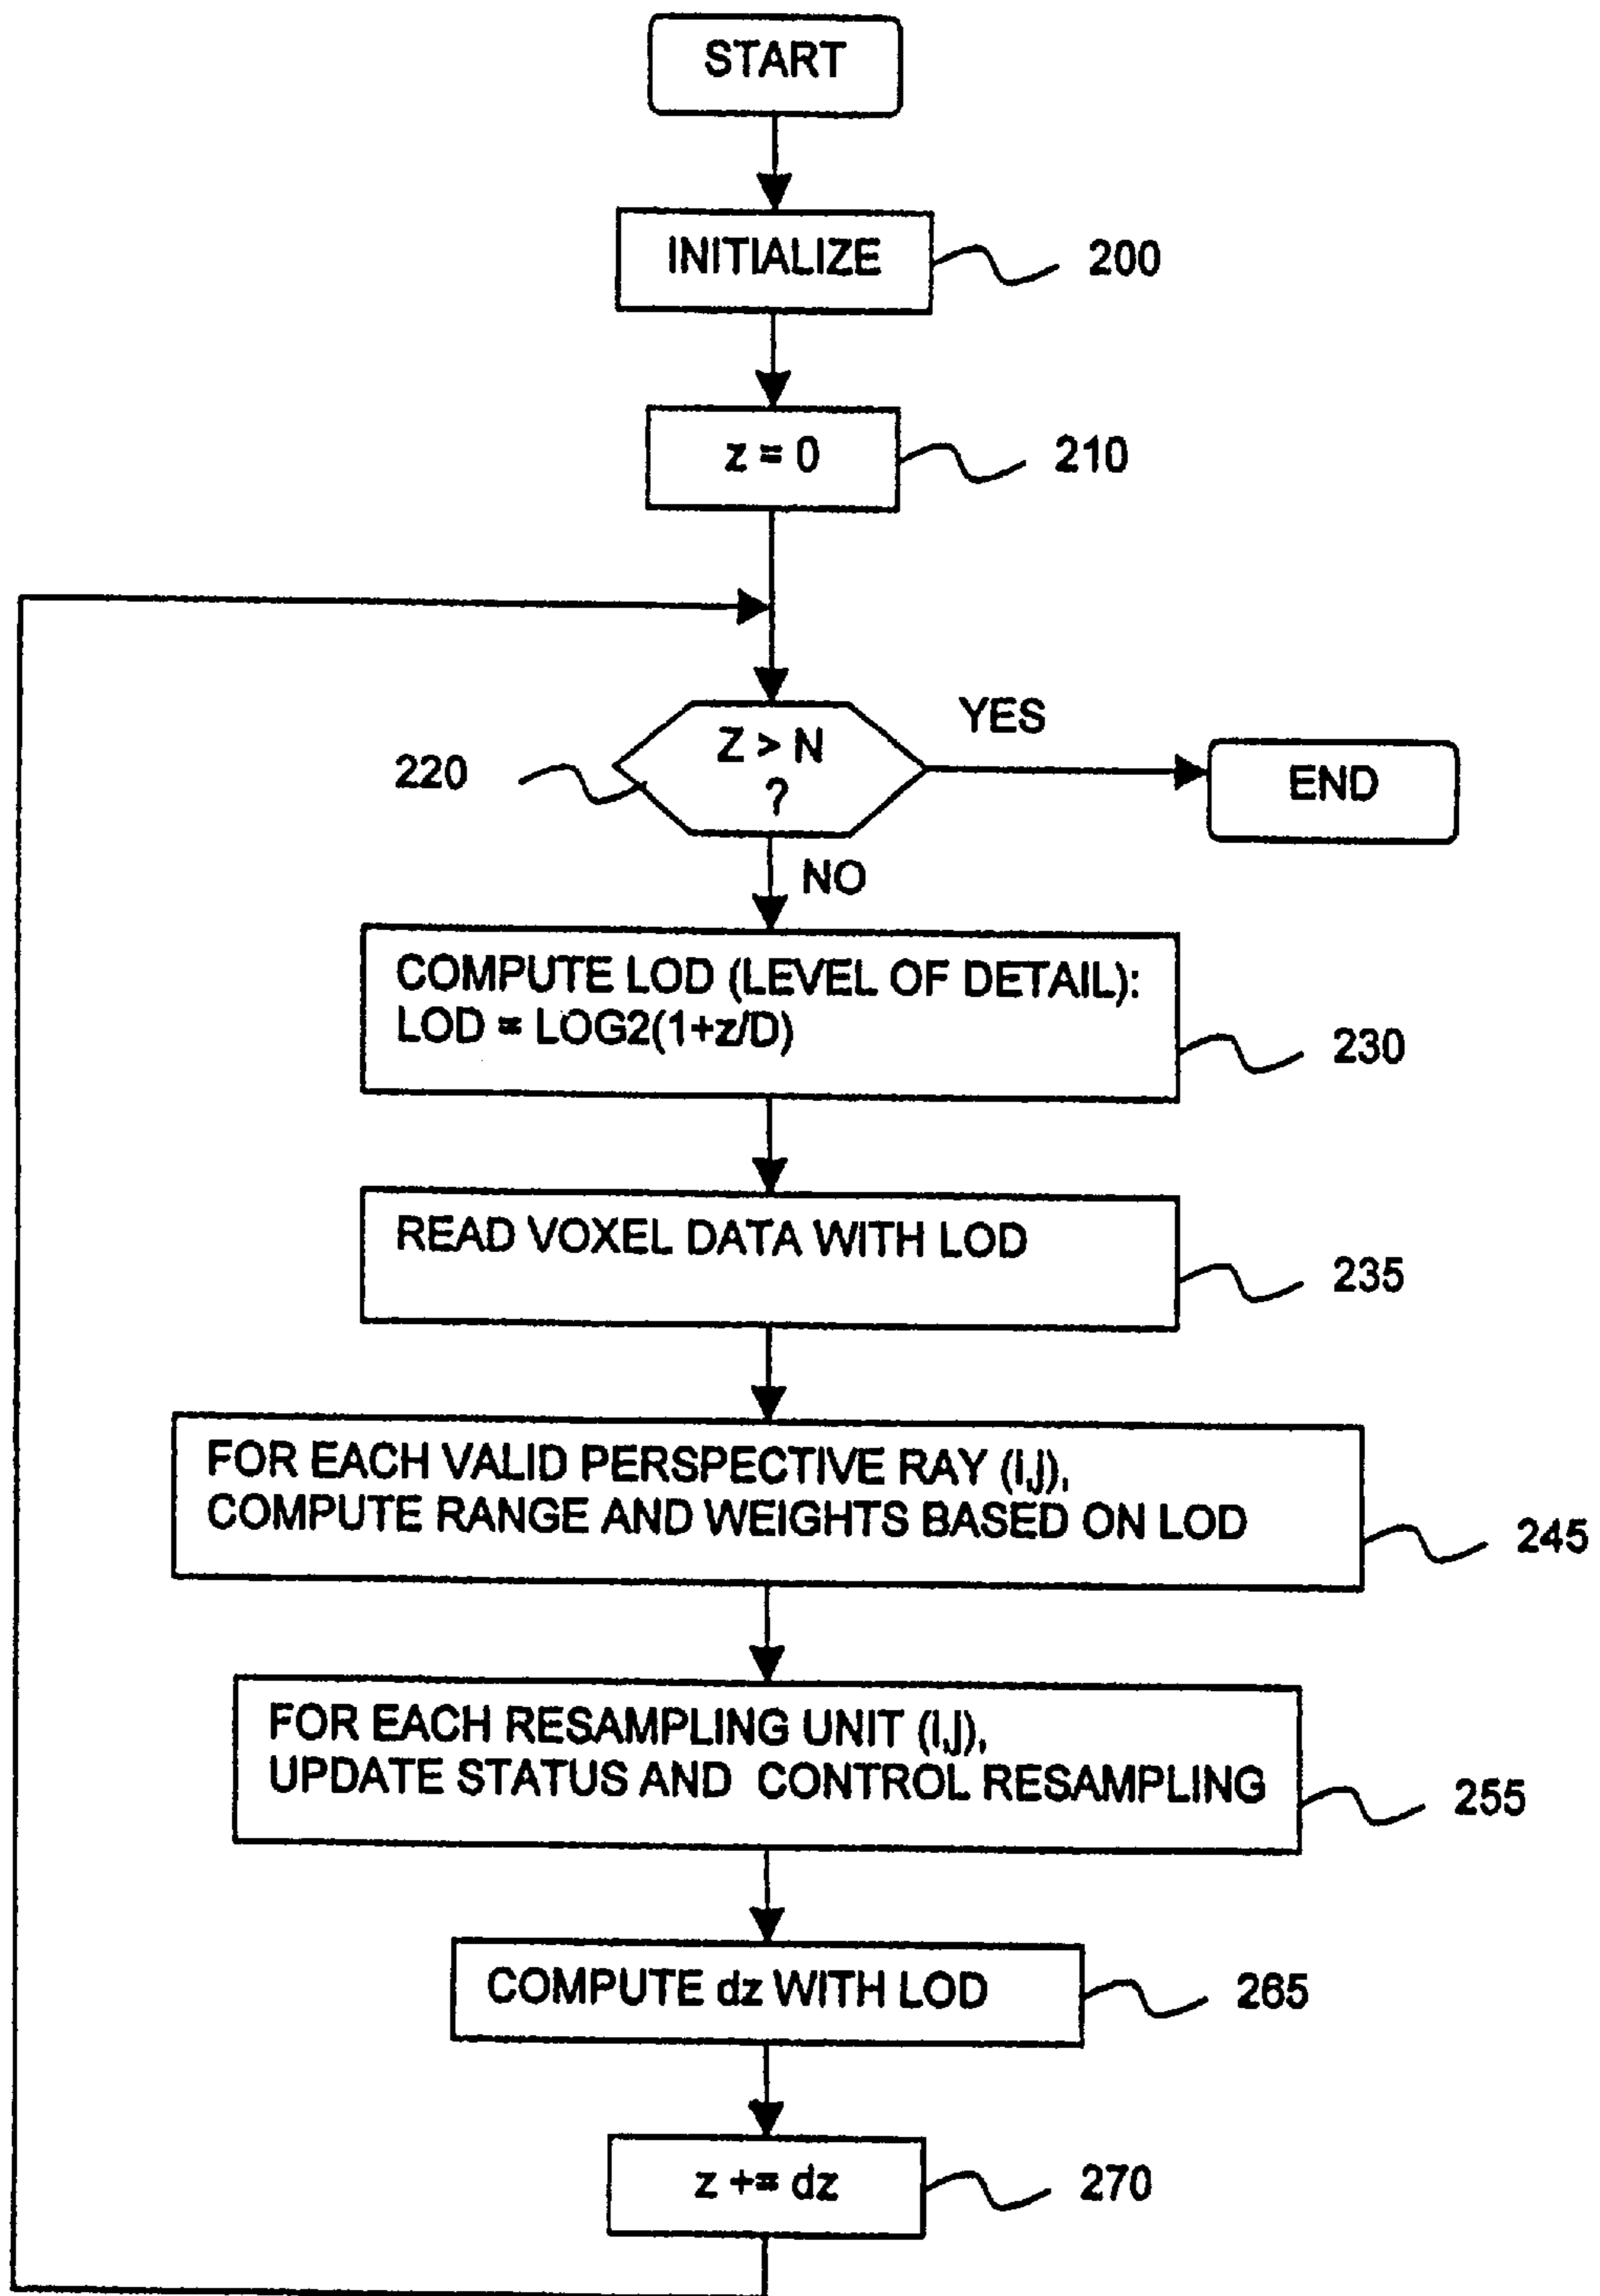 START
INITIALIZE
200
z = 0
210
Z > N
?
YES
220
END
NO
COMPUTE LOD (LEVEL OF DETAIL):
LOD = LOG2(1+z/D)
230
READ VOXEL DATA WITH LOD
235
FOR EACH VALID PERSPECTIVE RAY (i,j),
COMPUTE RANGE AND WEIGHTS BASED ON LOD
245
FOR EACH RESAMPLING UNIT (i,j),
UPDATE STATUS AND CONTROL RESAMPLING
255
COMPUTE dz WITH LOD
265
z += dz
270